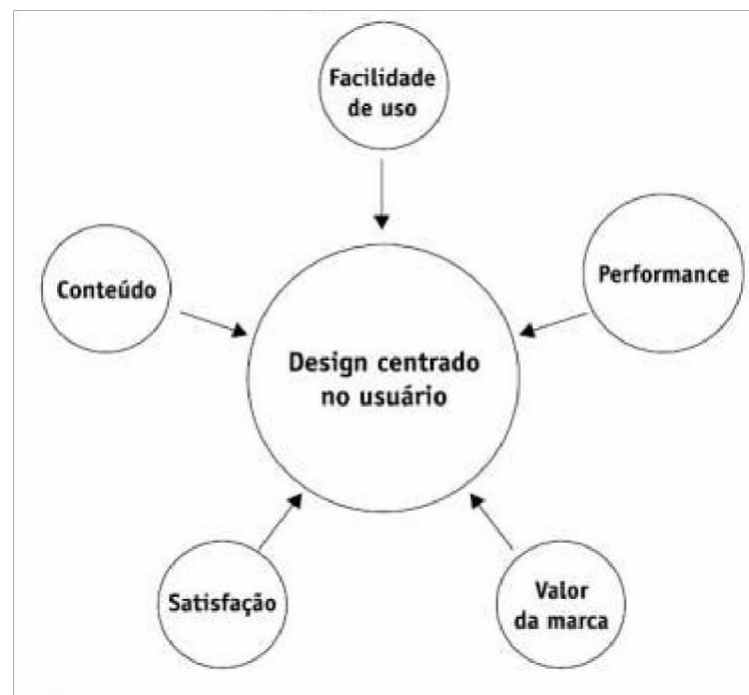 Facilidade
de uso
Conteúdo
Performance
Design centrado
no usuário
Satisfação
Valor
da marca